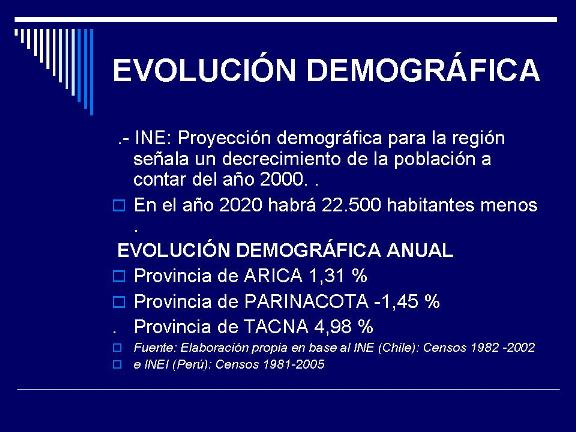 EVOLUCIÓN DEMOGRÁFICA
.- INE: Proyección demográfica para la región
señala un decrecimiento de la población a
contar del año 2000. .
En el año 2020 habrá 22.500 habitantes menos
.
EVOLUCIÓN DEMOGRÁFICA ANUAL
Provincia de ARICA 1,31 %
Provincia de PARINACOTA -1,45 %
. Provincia de TACNA 4,98 %
Fuente: Elaboración propia en base al INE (Chile): Censos 1982 -2002
e INEI (Perú): Censos 1981-2005